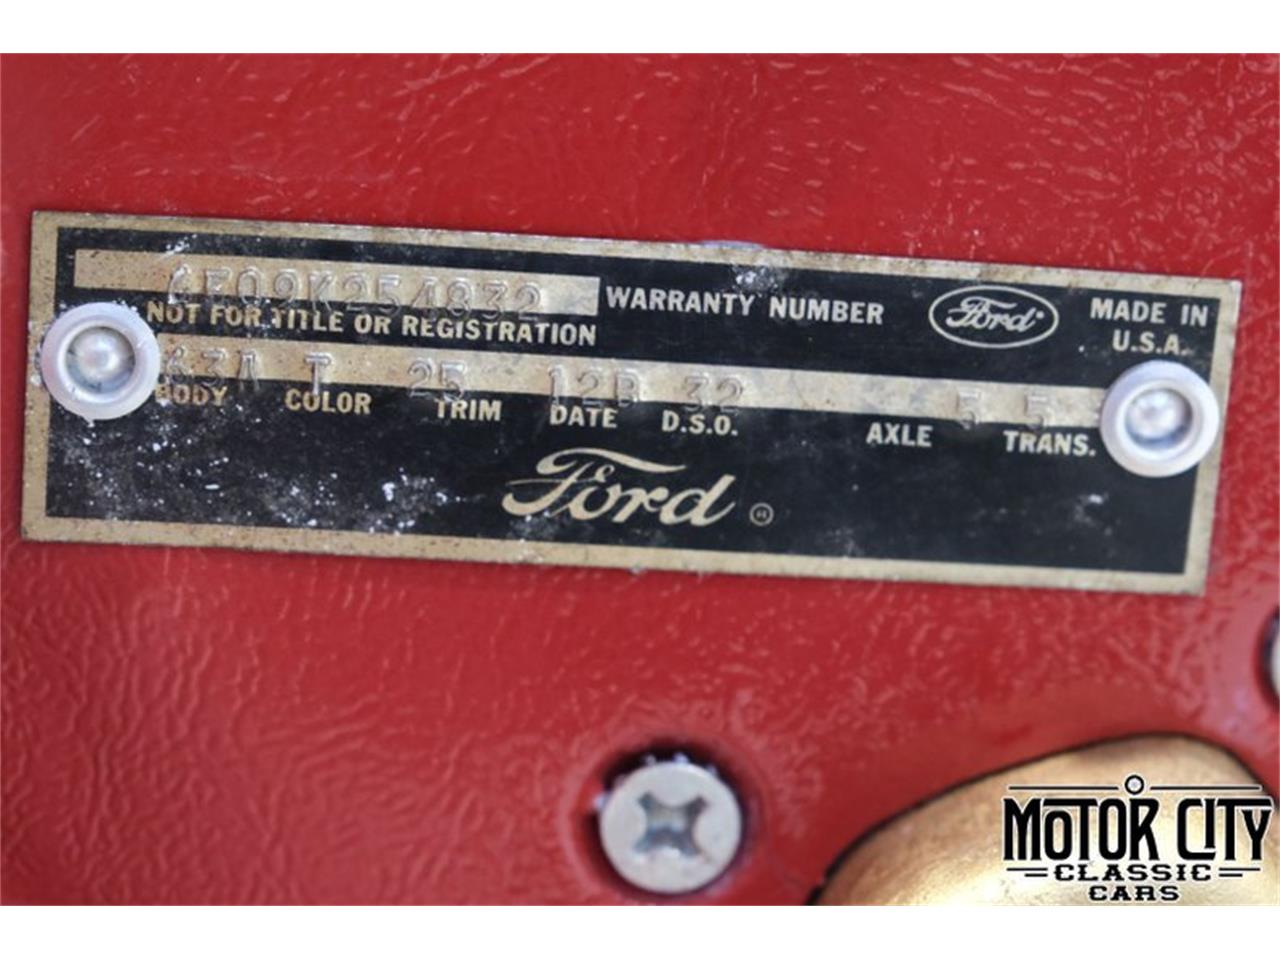 6F09K254832
WARRANTY NUMBER
Ford
MADE IN
U.S.A.
NOT FOR TITLE OR REGISTRATION
63A T 25 12B 32 5
BODY COLOR TRIM DATE D.S.O. AXLE TRANS.
Ford ®
MOTOR CITY
CLASSIC
CARS